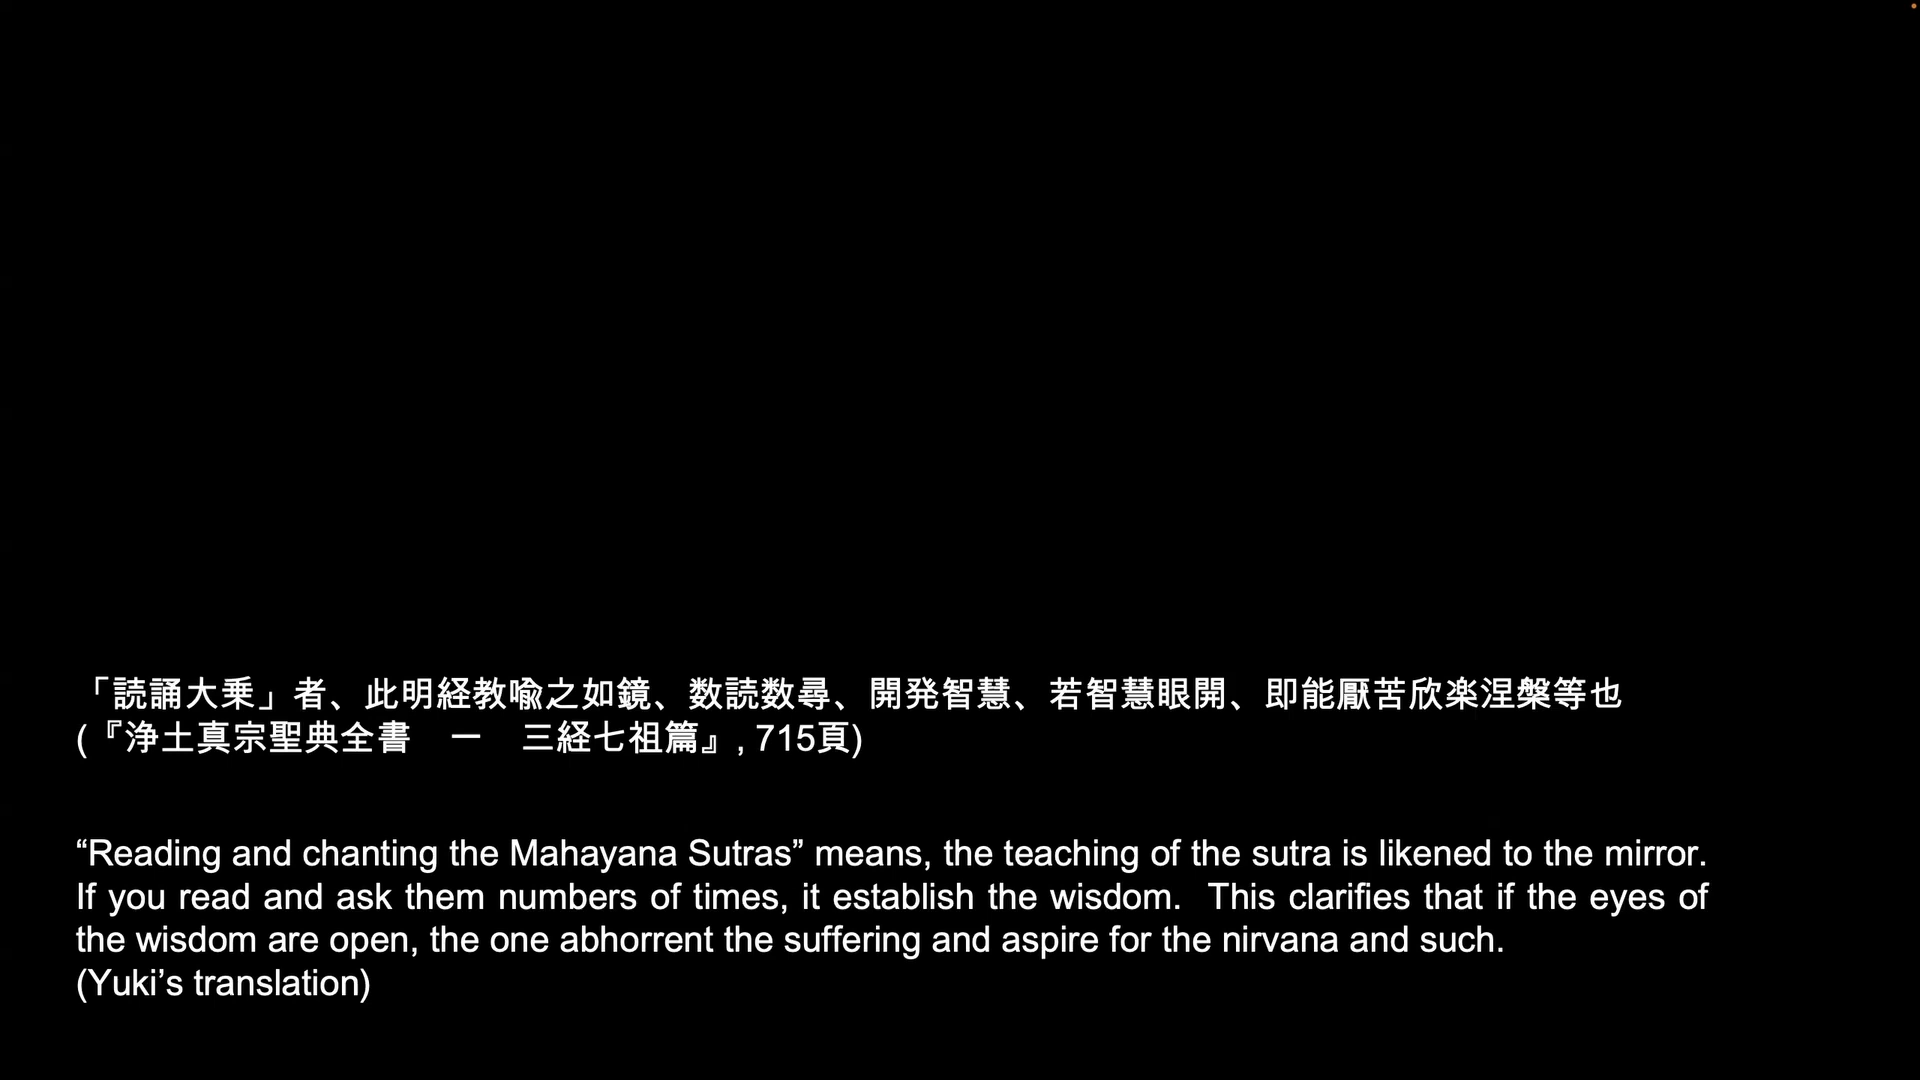 「読誦大乗」者、此明経教喩之如鏡、数読数尋、開発智慧、若智慧眼開、即能厭苦欣楽涅槃等也
(『浄土真宗聖典全書　一　三経七祖篇』, 715頁)
“Reading and chanting the Mahayana Sutras” means, the teaching of the sutra is likened to the mirror.
If you read and ask them numbers of times, it establish the wisdom.  This clarifies that if the eyes of
the wisdom are open, the one abhorrent the suffering and aspire for the nirvana and such.
(Yuki’s translation)